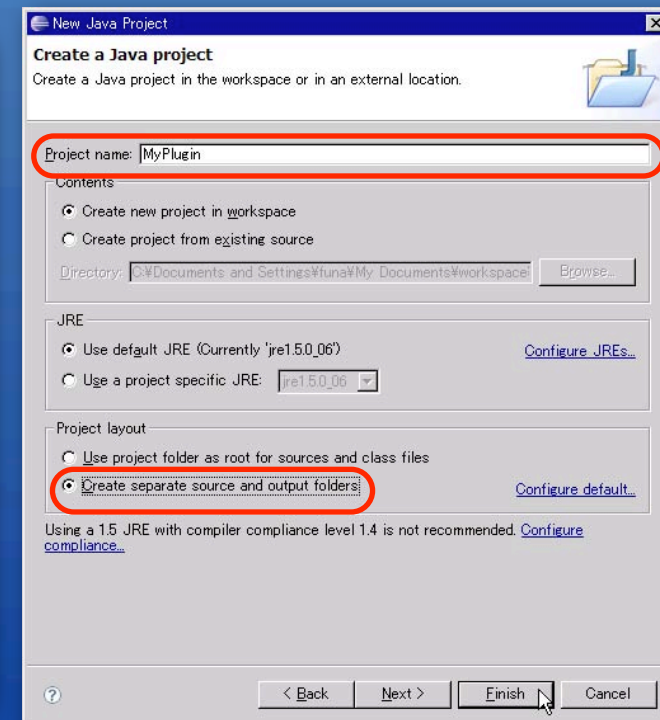 New Java Project
Create a Java project
Create a Java project in the workspace or in an external location.
Project name: MyPlugin
Contents
Create new project in workspace
Create project from existing source
Directory: C:¥Documents and Settings¥funa¥My Documents¥workspace¥ Browse...
JRE
Use default JRE (Currently 'jre1.5.0_06') Configure JREs...
Use a project specific JRE: jre1.5.0_06
Project layout
Use project folder as root for sources and class files
Create separate source and output folders Configure default...
Using a 1.5 JRE with compiler compliance level 1.4 is not recommended. Configure
compliance...
? < Back Next > Finish Cancel